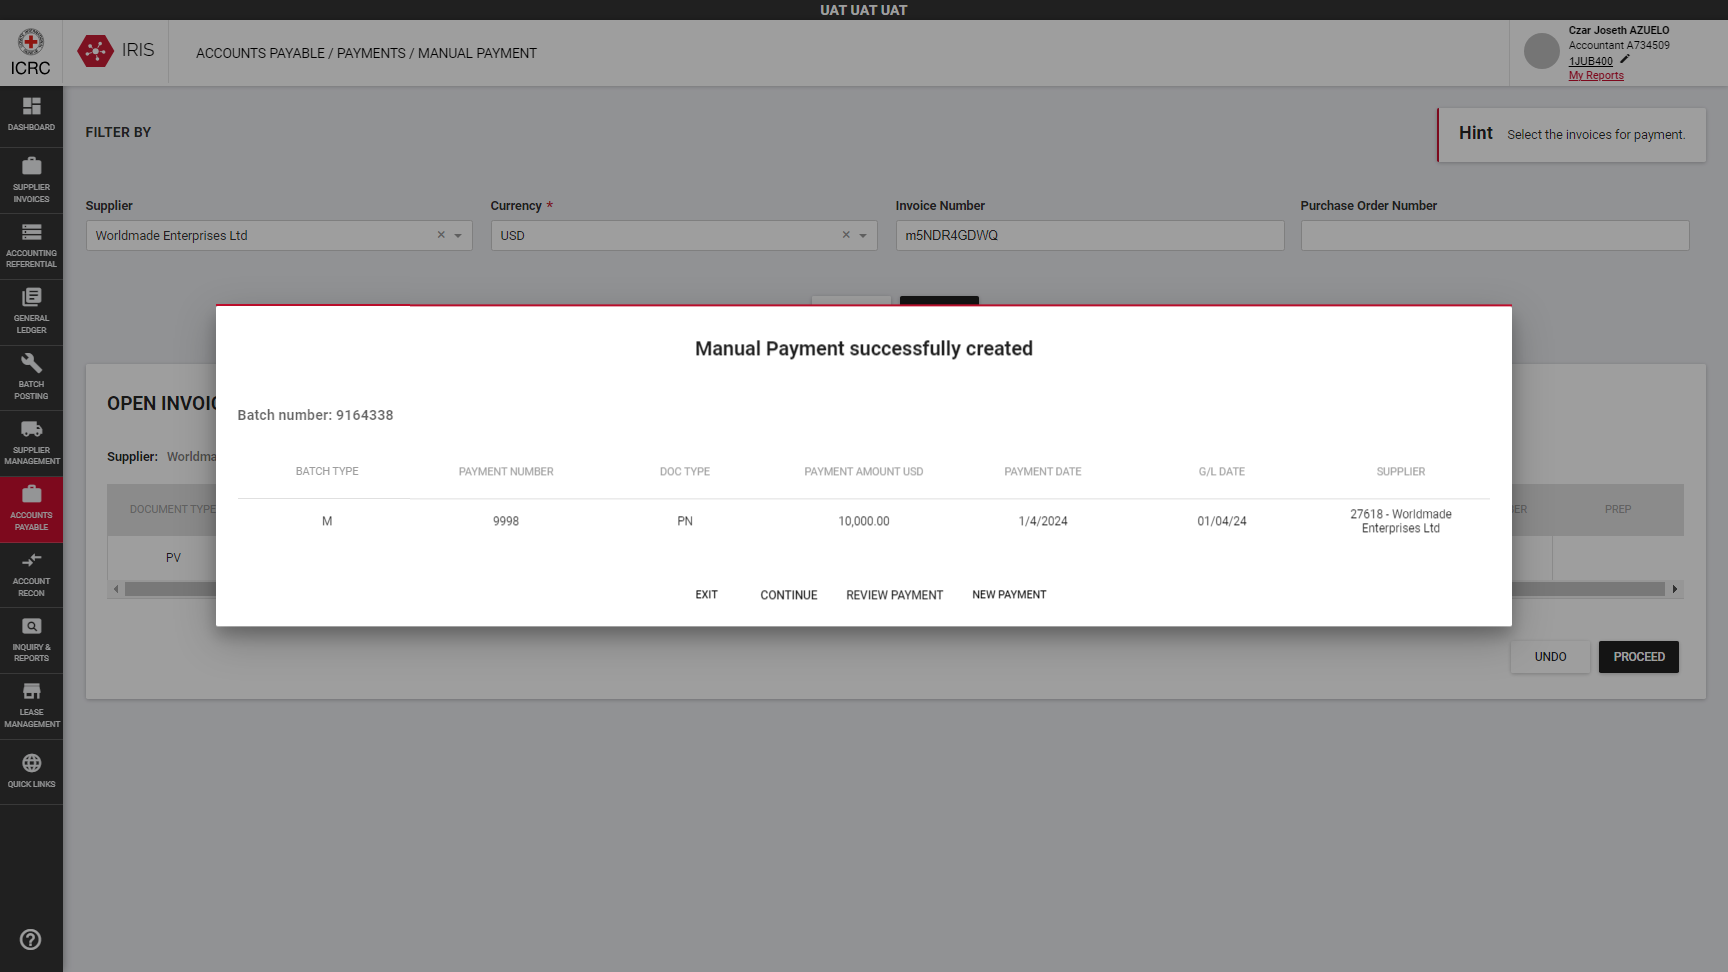 UAT UAT UAT
ICRC
IRIS
ACCOUNTS PAYABLE / PAYMENTS / MANUAL PAYMENT
Czar Joseth AZUELO
Accountant A734509
1JUB400
My Reports
DASHBOARD
SUPPLIER
INVOICES
ACCOUNTING
REFERENTIAL
GENERAL
LEDGER
BATCH
POSTING
SUPPLIER
MANAGEMENT
ACCOUNTS
PAYABLE
ACCOUNT
RECON
INQUIRY &
REPORTS
LEASE
MANAGEMENT
QUICK LINKS
FILTER BY
Hint Select the invoices for payment.
Supplier Currency * Invoice Number Purchase Order Number
Worldmade Enterprises Ltd USD m5NDR4GDWQ
Manual Payment successfully created
Batch number: 9164338
BATCH TYPE PAYMENT NUMBER DOC TYPE PAYMENT AMOUNT USD PAYMENT DATE G/L DATE SUPPLIER
M 9998 PN 10,000.00 1/4/2024 01/04/24 27618 - Worldmade
Enterprises Ltd
EXIT CONTINUE REVIEW PAYMENT NEW PAYMENT
OPEN INVOIC
Supplier: Worldma
DOCUMENT TYPE PREP
PV
UNDO PROCEED